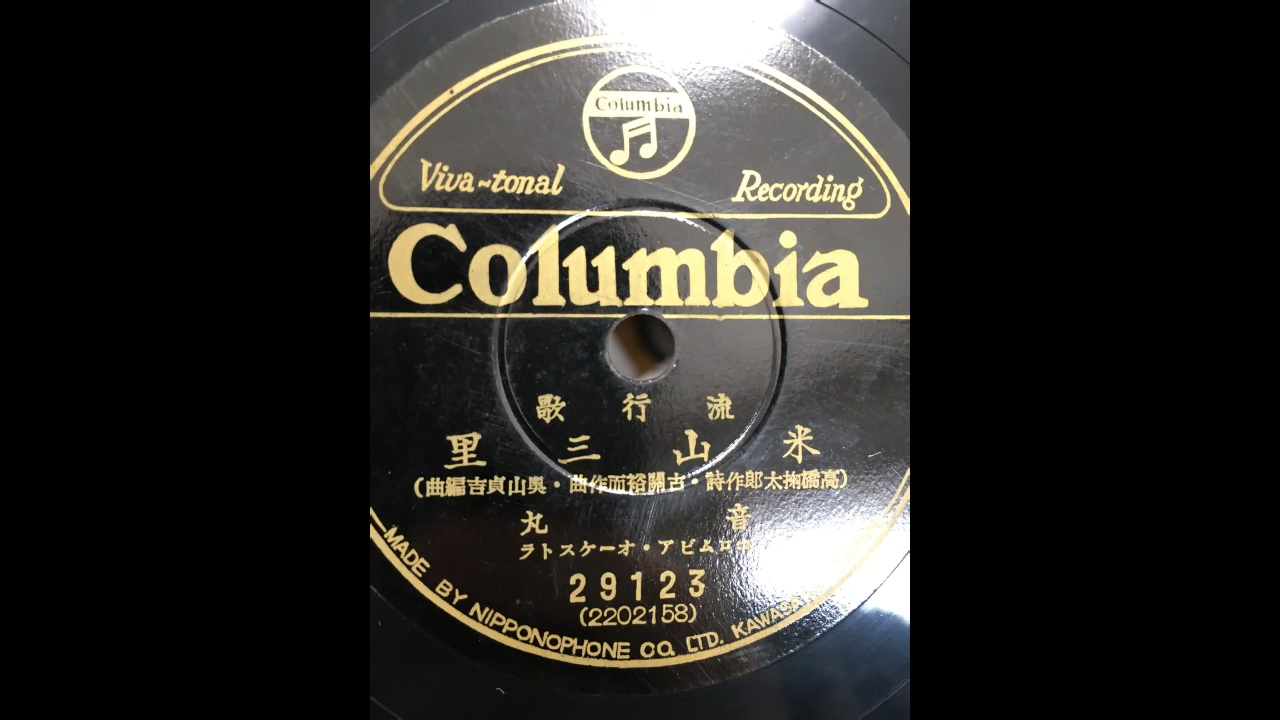 Columbia
Viva-tonal Recording
Columbia
流行歌
米山三里
(高橋掬太郎作詩・古關裕而作曲・奥山貞吉編曲)
音丸
コロムビア・オーケストラ
29123
(2202158)
MADE BY NIPPONOPHONE CO., LTD.